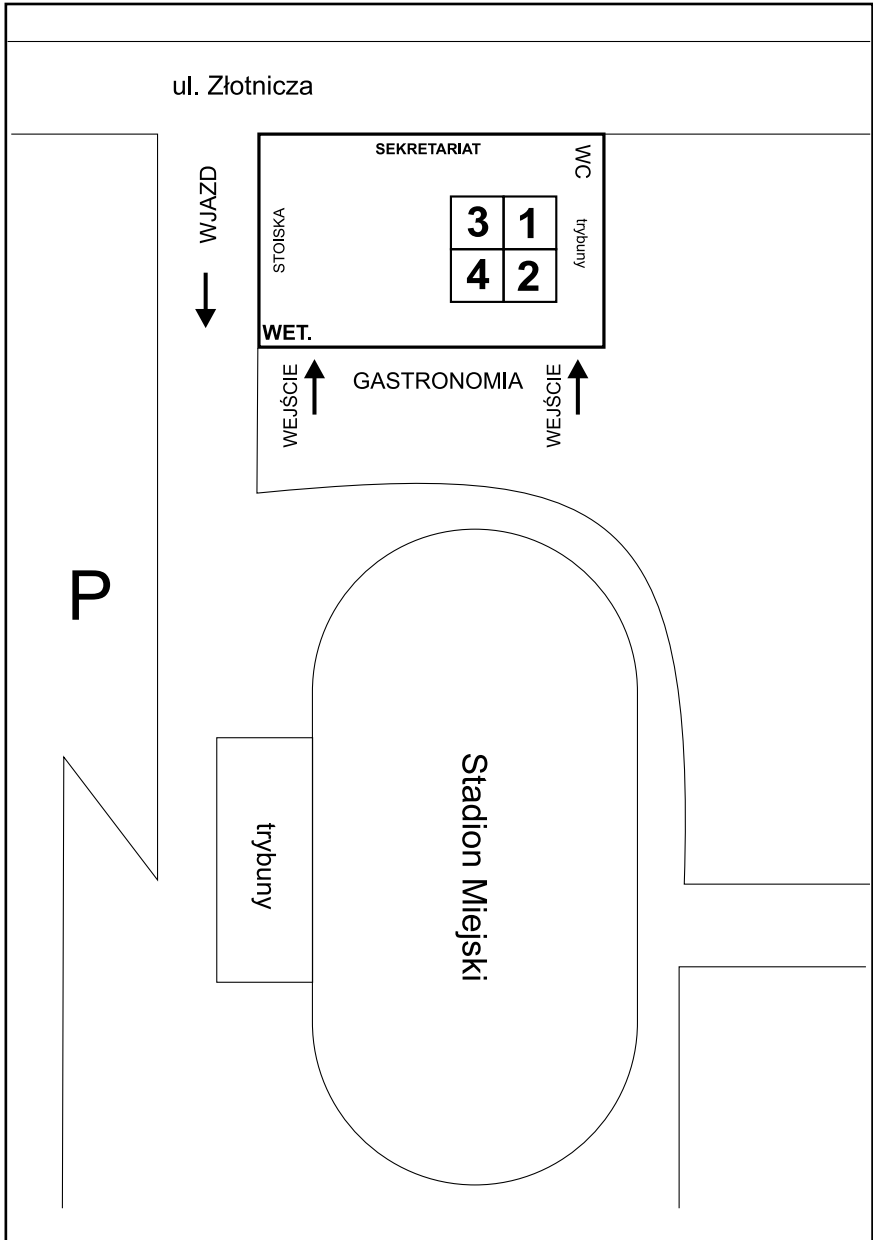 ul. Złotnicza
WJAZD
SEKRETARIAT
WC
STOISKA
3 1
trybuny
4 2
WET.
WEJŚCIE
GASTRONOMIA
WEJŚCIE
P
Stadion Miejski
trybuny